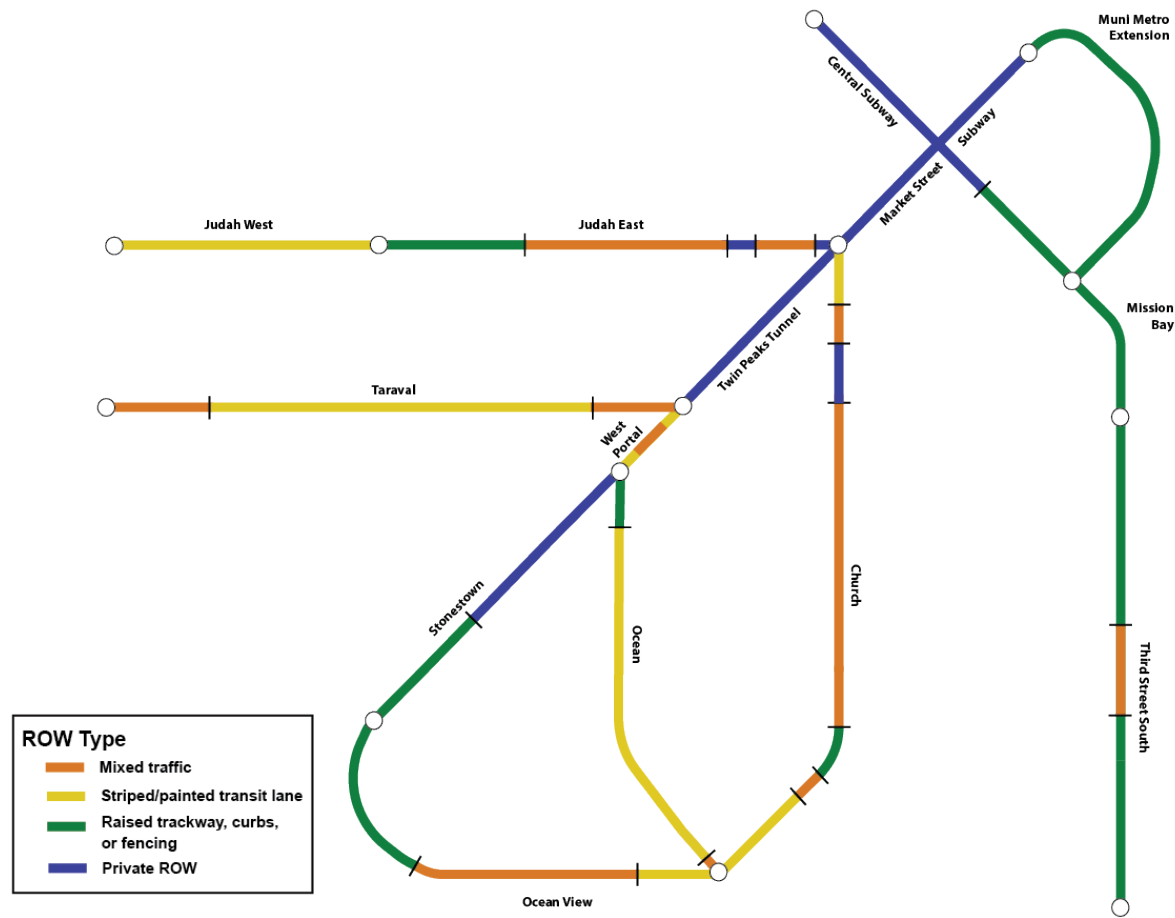 Muni Metro
Extension
Central Subway
Subway
Market Street
Judah West
Judah East
Mission
Bay
Twin Peaks Tunnel
Taraval
West
Portal
Church
Stonestown
Ocean
Third Street South
ROW Type
Mixed traffic
Striped/painted transit lane
Raised trackway, curbs,
or fencing
Private ROW
Ocean View